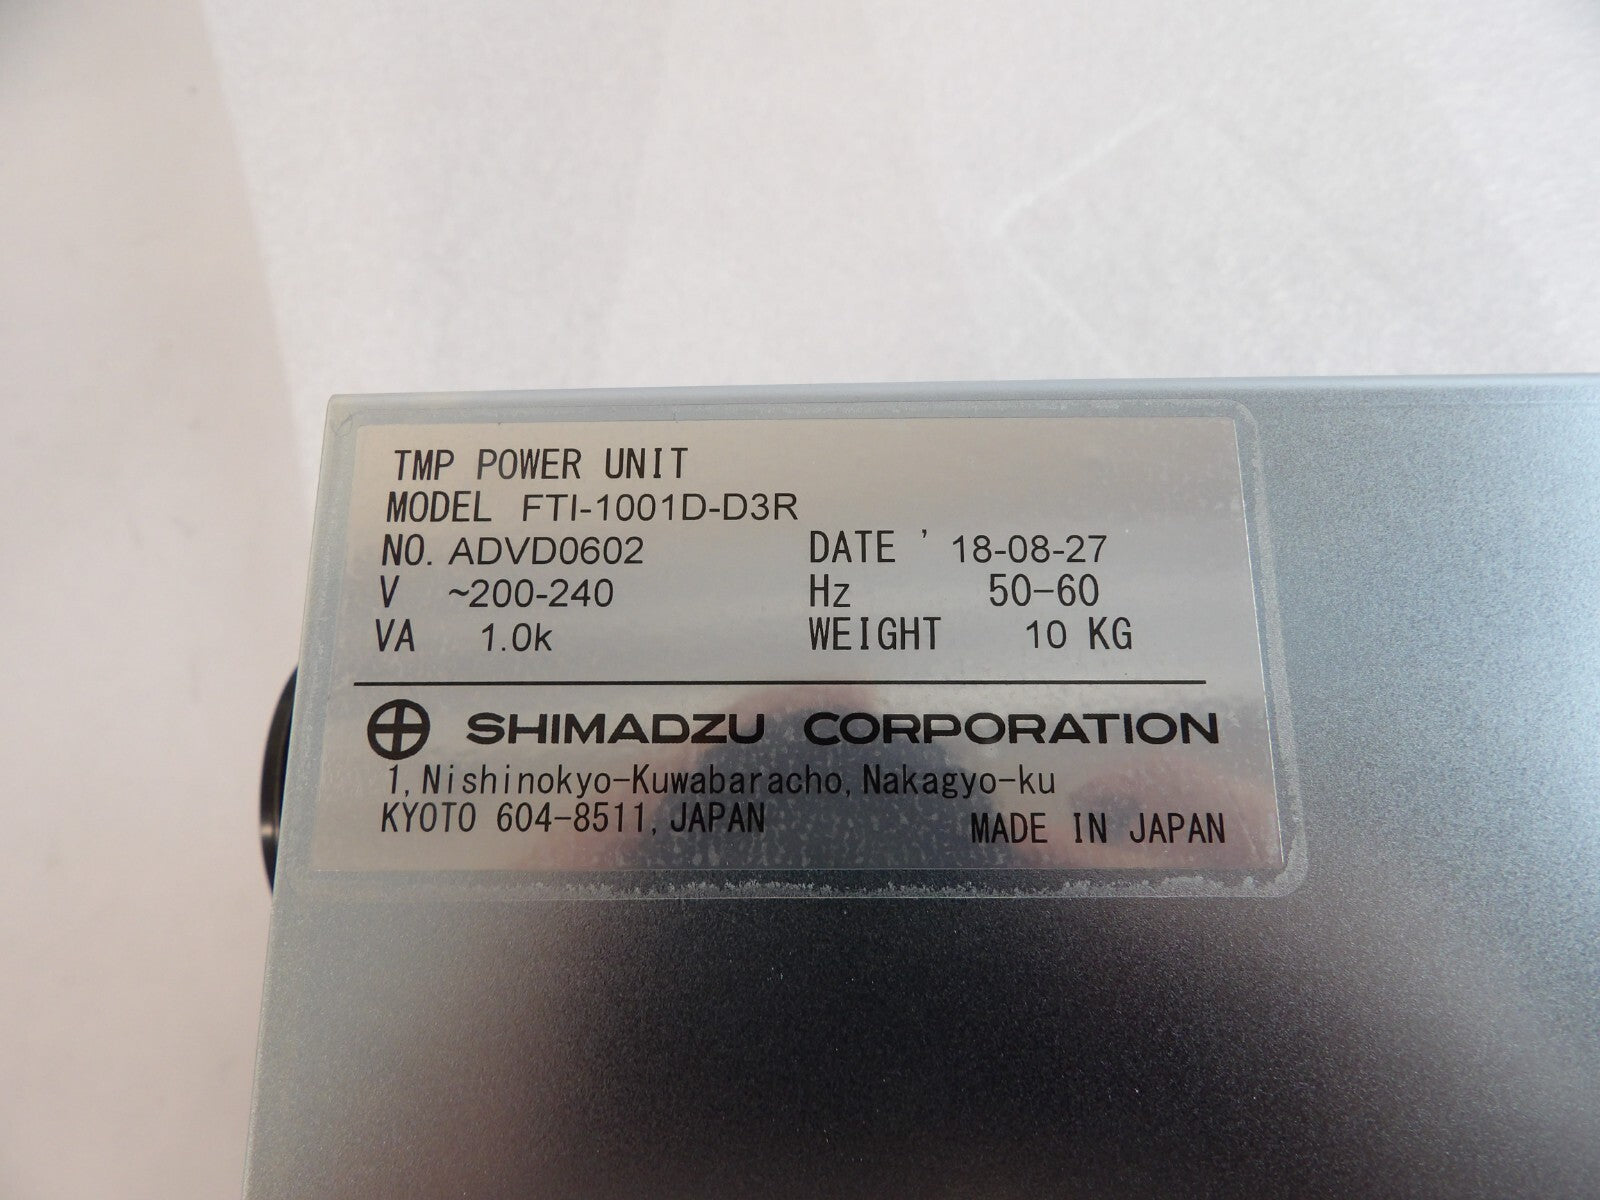 TMP POWER UNIT
MODEL FTI-1001D-D3R
NO. ADVD0602 DATE ' 18-08-27
V ~200-240 Hz 50-60
VA 1.0k WEIGHT 10 KG
SHIMADZU CORPORATION
1, Nishinokyo-Kuwabaracho, Nakagyo-ku
KYOTO 604-8511, JAPAN MADE IN JAPAN